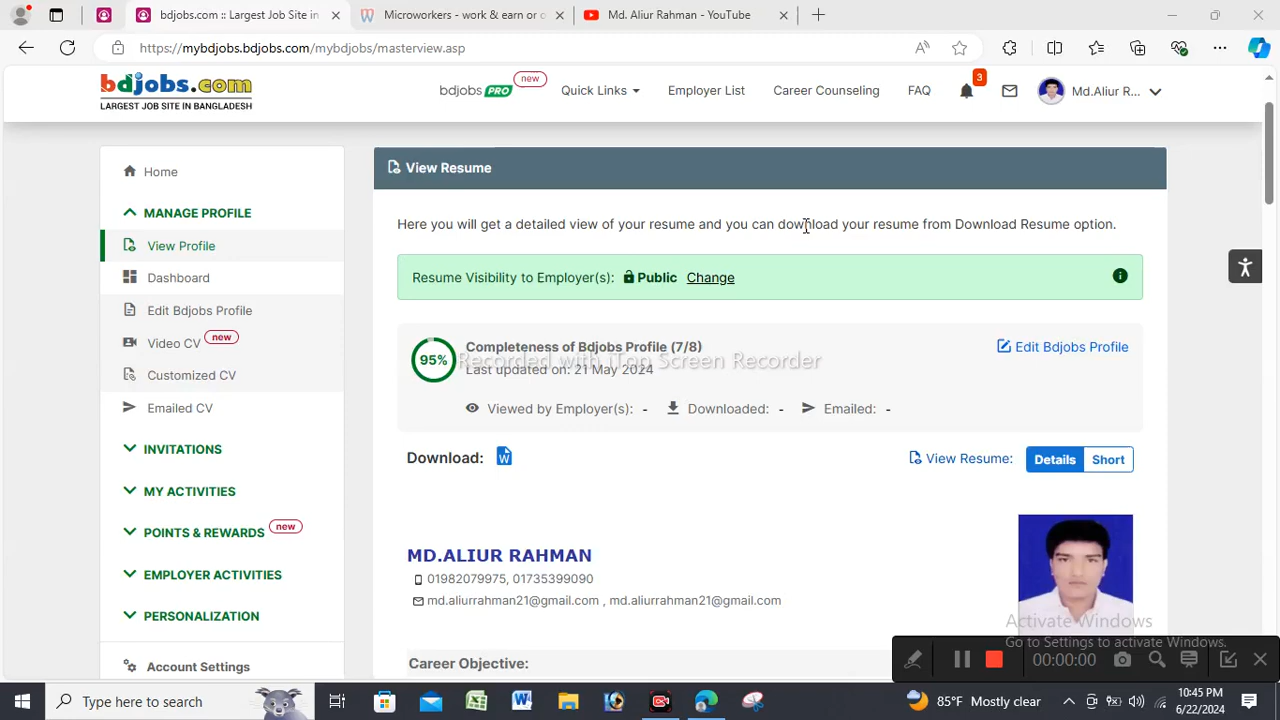 bdjobs.com :: Largest Job Site in
Microworkers - work & earn or o
Md. Aliur Rahman - YouTube
https://mybdjobs.bdjobs.com/mybdjobs/masterview.asp
bdjobs.com
LARGEST JOB SITE IN BANGLADESH
bdjobs PRO new
Quick Links
Employer List
Career Counseling
FAQ
3
Md.Aliur R...
Home
MANAGE PROFILE
View Profile
Dashboard
Edit Bdjobs Profile
Video CV new
Customized CV
Emailed CV
INVITATIONS
MY ACTIVITIES
POINTS & REWARDS new
EMPLOYER ACTIVITIES
PERSONALIZATION
Account Settings
View Resume
Here you will get a detailed view of your resume and you can download your resume from Download Resume option.
Resume Visibility to Employer(s): Public Change
95%
Completeness of Bdjobs Profile (7/8)
Edit Bdjobs Profile
Recorded with iTop Screen Recorder
Last updated on: 21 May 2024
Viewed by Employer(s): - Downloaded: - Emailed: -
Download:
View Resume: Details Short
MD.ALIUR RAHMAN
01982079975, 01735399090
md.aliurrahman21@gmail.com , md.aliurrahman21@gmail.com
Career Objective:
Activate Windows
Go to Settings to activate Windows.
00:00:00
Type here to search
85°F Mostly clear
10:45 PM
6/22/2024